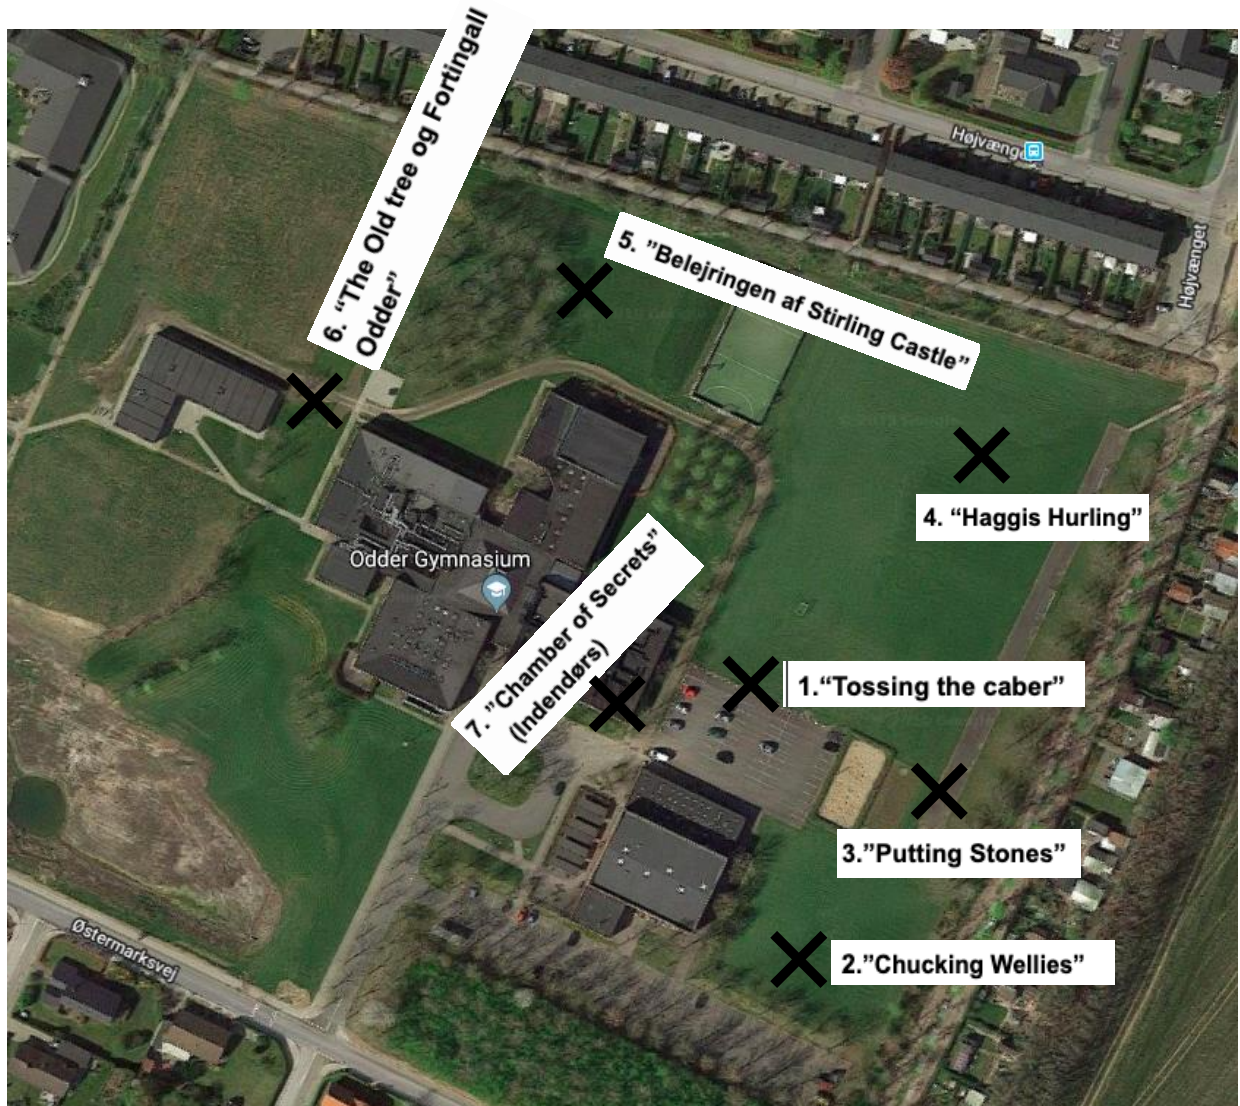 6. “The Old tree og Fortingall
Odder”
Højvænget
Højvænget
5. ”Belejringen af Stirling Castle”
4. ”Haggis Hurling”
Odder Gymnasium
7. ”Chamber of Secrets”
(Indendørs)
1.“Tossing the caber”
3.”Putting Stones”
2.”Chucking Wellies”
Østermarksvej